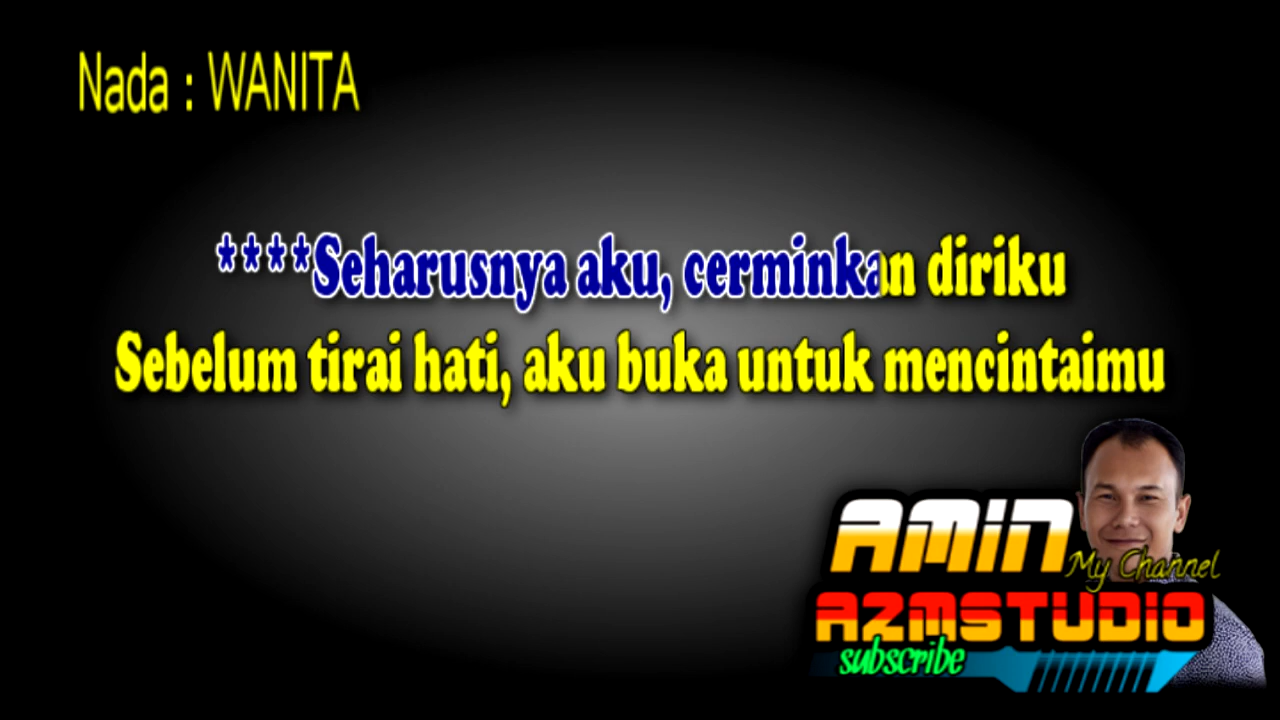 Nada : WANITA
****Seharusnya aku, cerminkan diriku
Sebelum tirai hati, aku buka untuk mencintaimu
AMIN
My Channel
AZMSTUDIO
subscribe